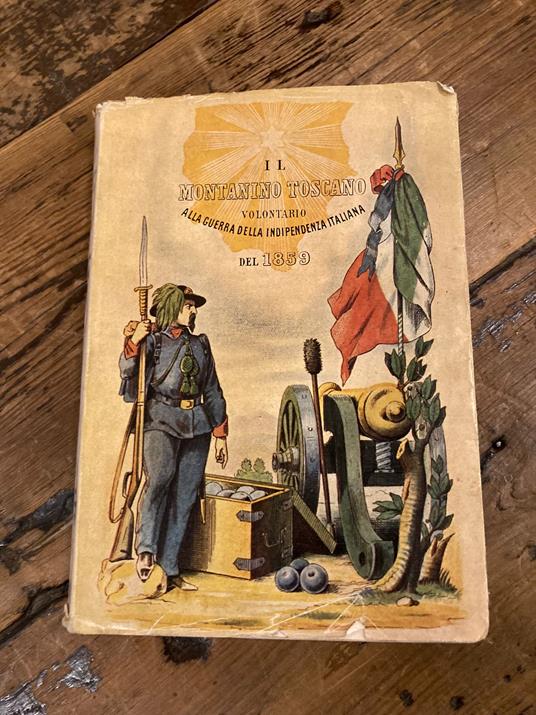 IL
MONTANINO TOSCANO
VOLONTARIO
ALLA GUERRA DELLA INDIPENDENZA ITALIANA
DEL 1859